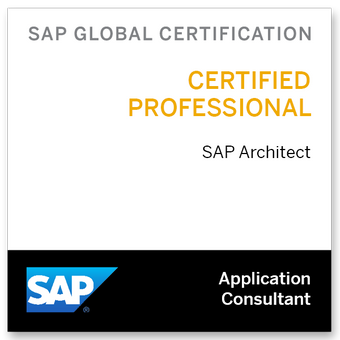 SAP GLOBAL CERTIFICATION
CERTIFIED
PROFESSIONAL
SAP Architect
SAP®
Application
Consultant